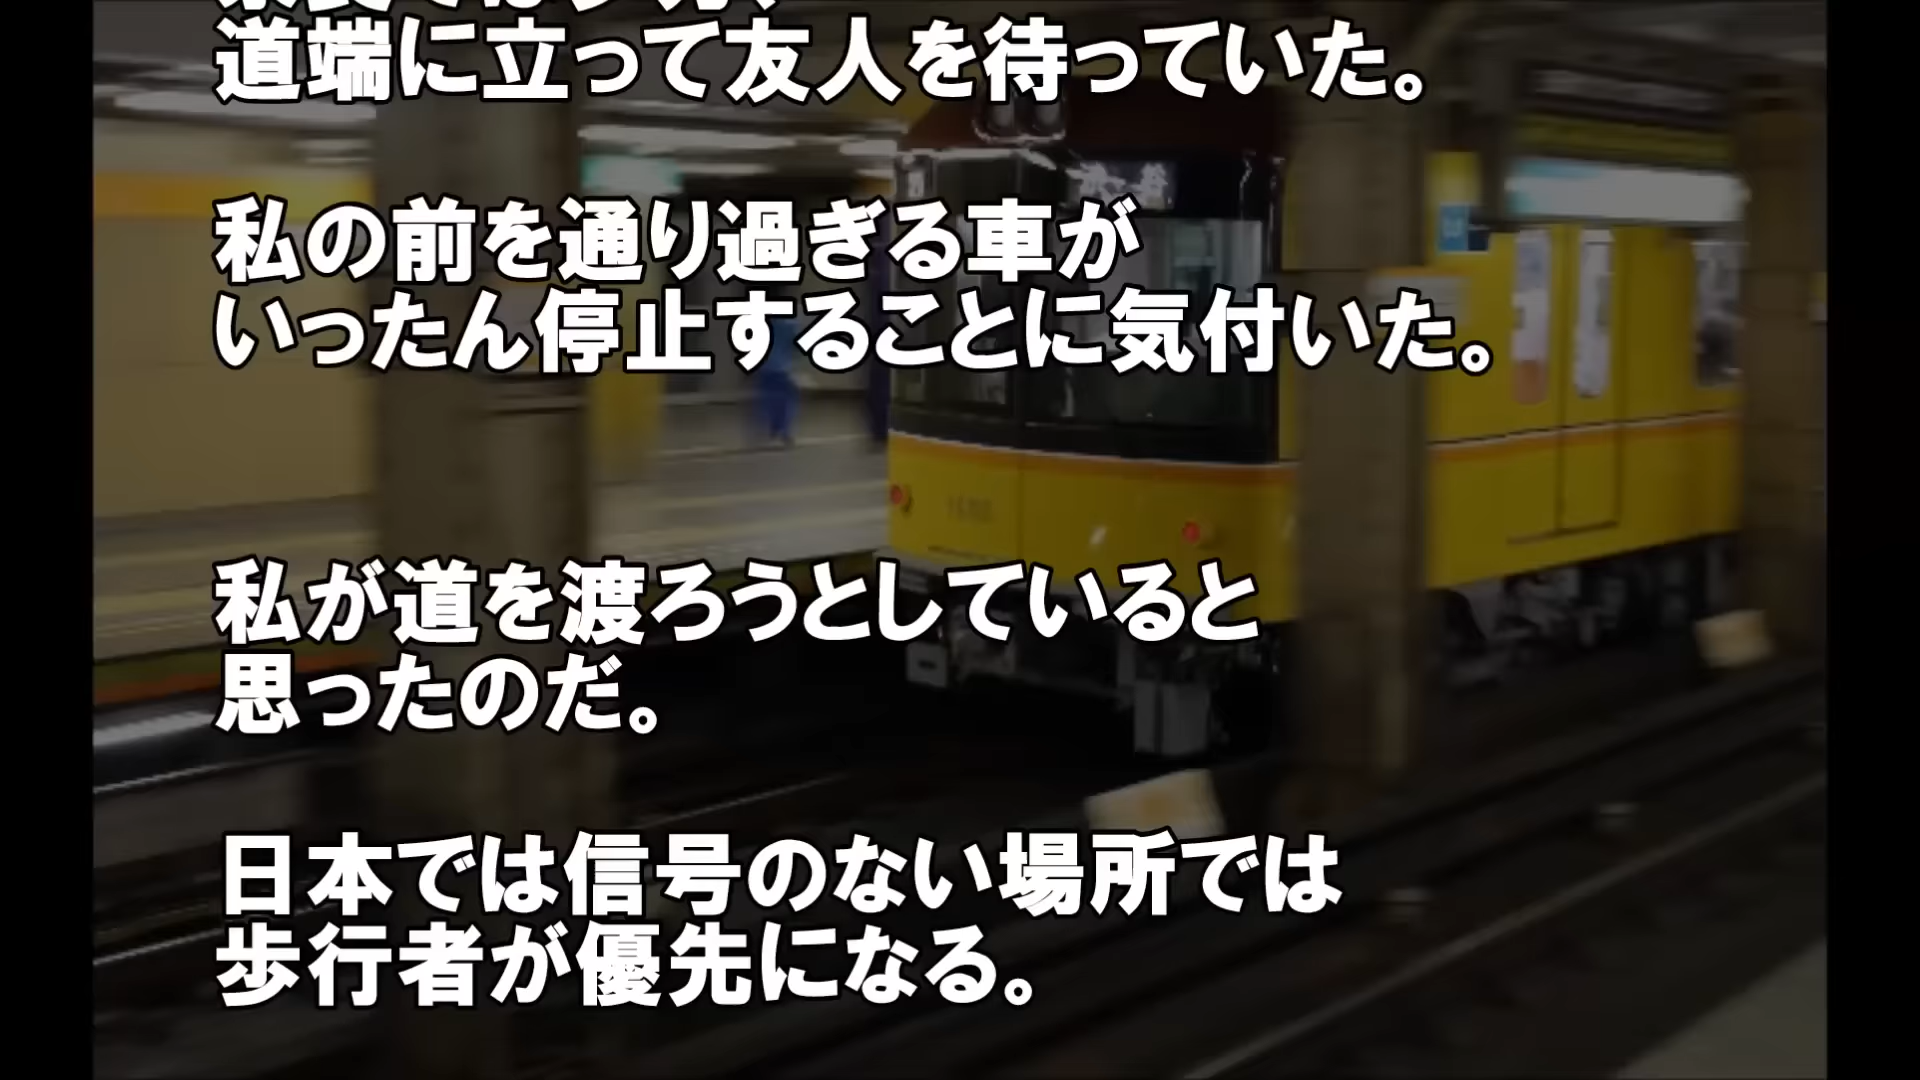 道端に立って友人を待っていた。
私の前を通り過ぎる車が
いったん停止することに気付いた。
私が道を渡ろうとしていると
思ったのだ。
日本では信号のない場所では
歩行者が優先になる。